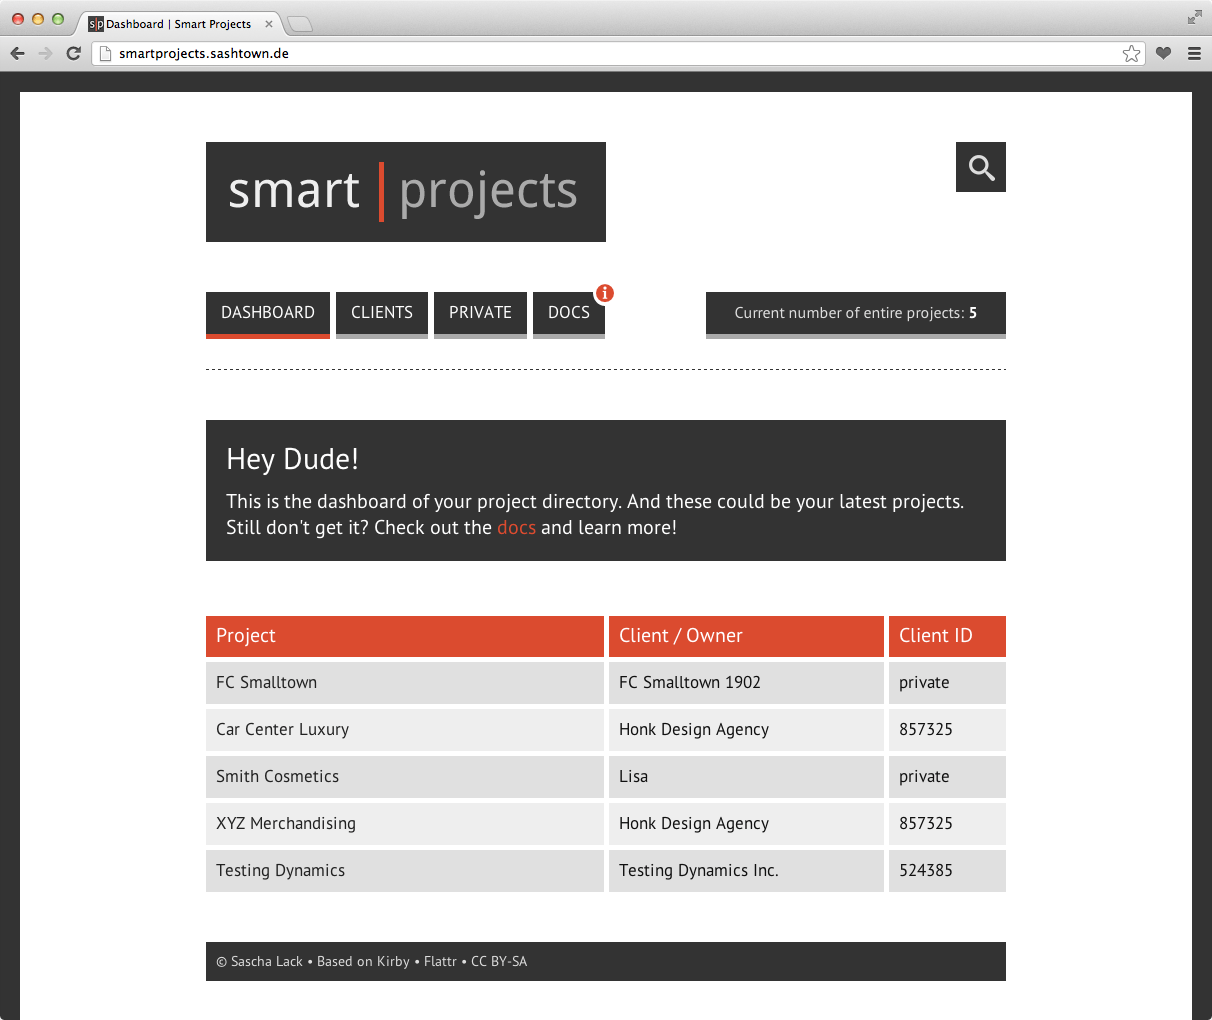 s|p Dashboard | Smart Projects
smartprojects.sashtown.de
smart | projects
DASHBOARD CLIENTS PRIVATE DOCS i Current number of entire projects: 5
Hey Dude!
This is the dashboard of your project directory. And these could be your latest projects.
Still don't get it? Check out the docs and learn more!
Project Client / Owner Client ID
FC Smalltown FC Smalltown 1902 private
Car Center Luxury Honk Design Agency 857325
Smith Cosmetics Lisa private
XYZ Merchandising Honk Design Agency 857325
Testing Dynamics Testing Dynamics Inc. 524385
© Sascha Lack • Based on Kirby • Flattr • CC BY-SA